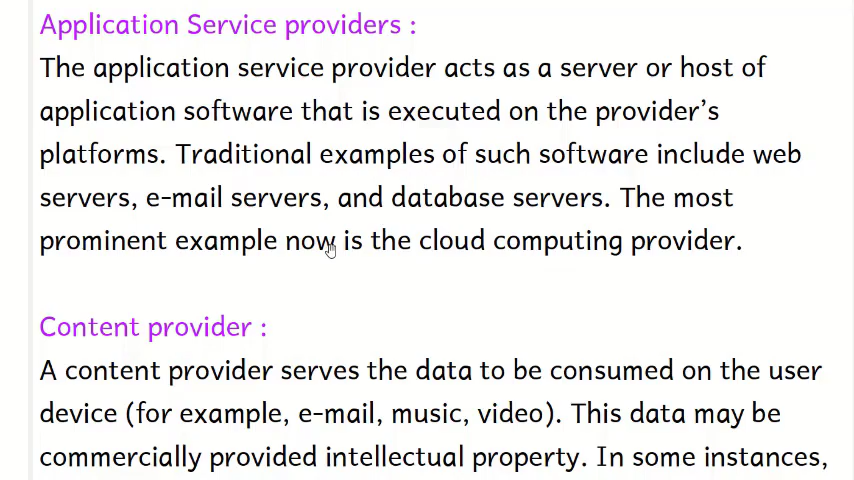 Application Service providers :
The application service provider acts as a server or host of
application software that is executed on the provider's
platforms. Traditional examples of such software include web
servers, e-mail servers, and database servers. The most
prominent example now is the cloud computing provider.
Content provider :
A content provider serves the data to be consumed on the user
device (for example, e-mail, music, video). This data may be
commercially provided intellectual property. In some instances,